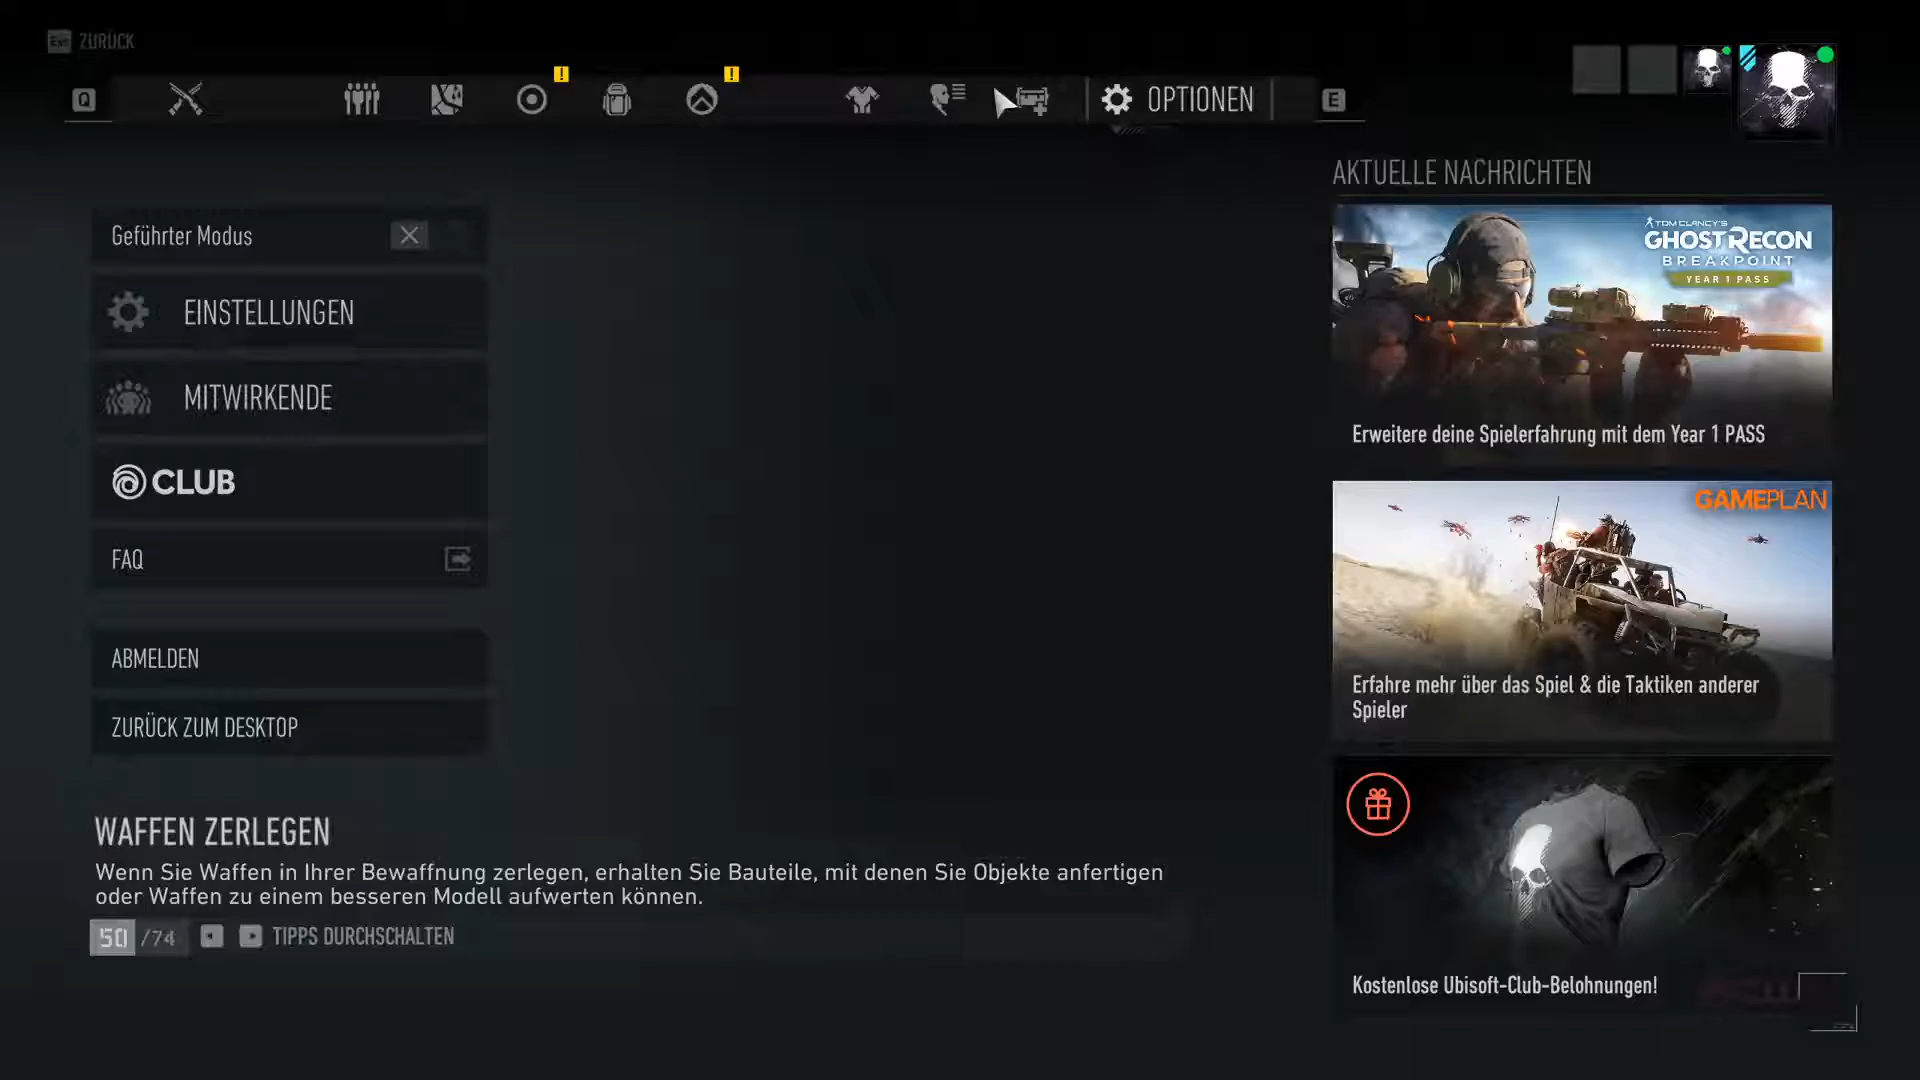 Esc ZURÜCK
Q
!
!
OPTIONEN
E
AKTUELLE NACHRICHTEN
Geführter Modus
EINSTELLUNGEN
MITWIRKENDE
CLUB
FAQ
ABMELDEN
ZURÜCK ZUM DESKTOP
TOM CLANCY'S
GHOST RECON
BREAKPOINT
YEAR 1 PASS
Erweitere deine Spielerfahrung mit dem Year 1 PASS
GAMEPLAN
Erfahre mehr über das Spiel & die Taktiken anderer
Spieler
Kostenlose Ubisoft-Club-Belohnungen!
WAFFEN ZERLEGEN
Wenn Sie Waffen in Ihrer Bewaffnung zerlegen, erhalten Sie Bauteile, mit denen Sie Objekte anfertigen
oder Waffen zu einem besseren Modell aufwerten können.
50 /74 TIPPS DURCHSCHALTEN